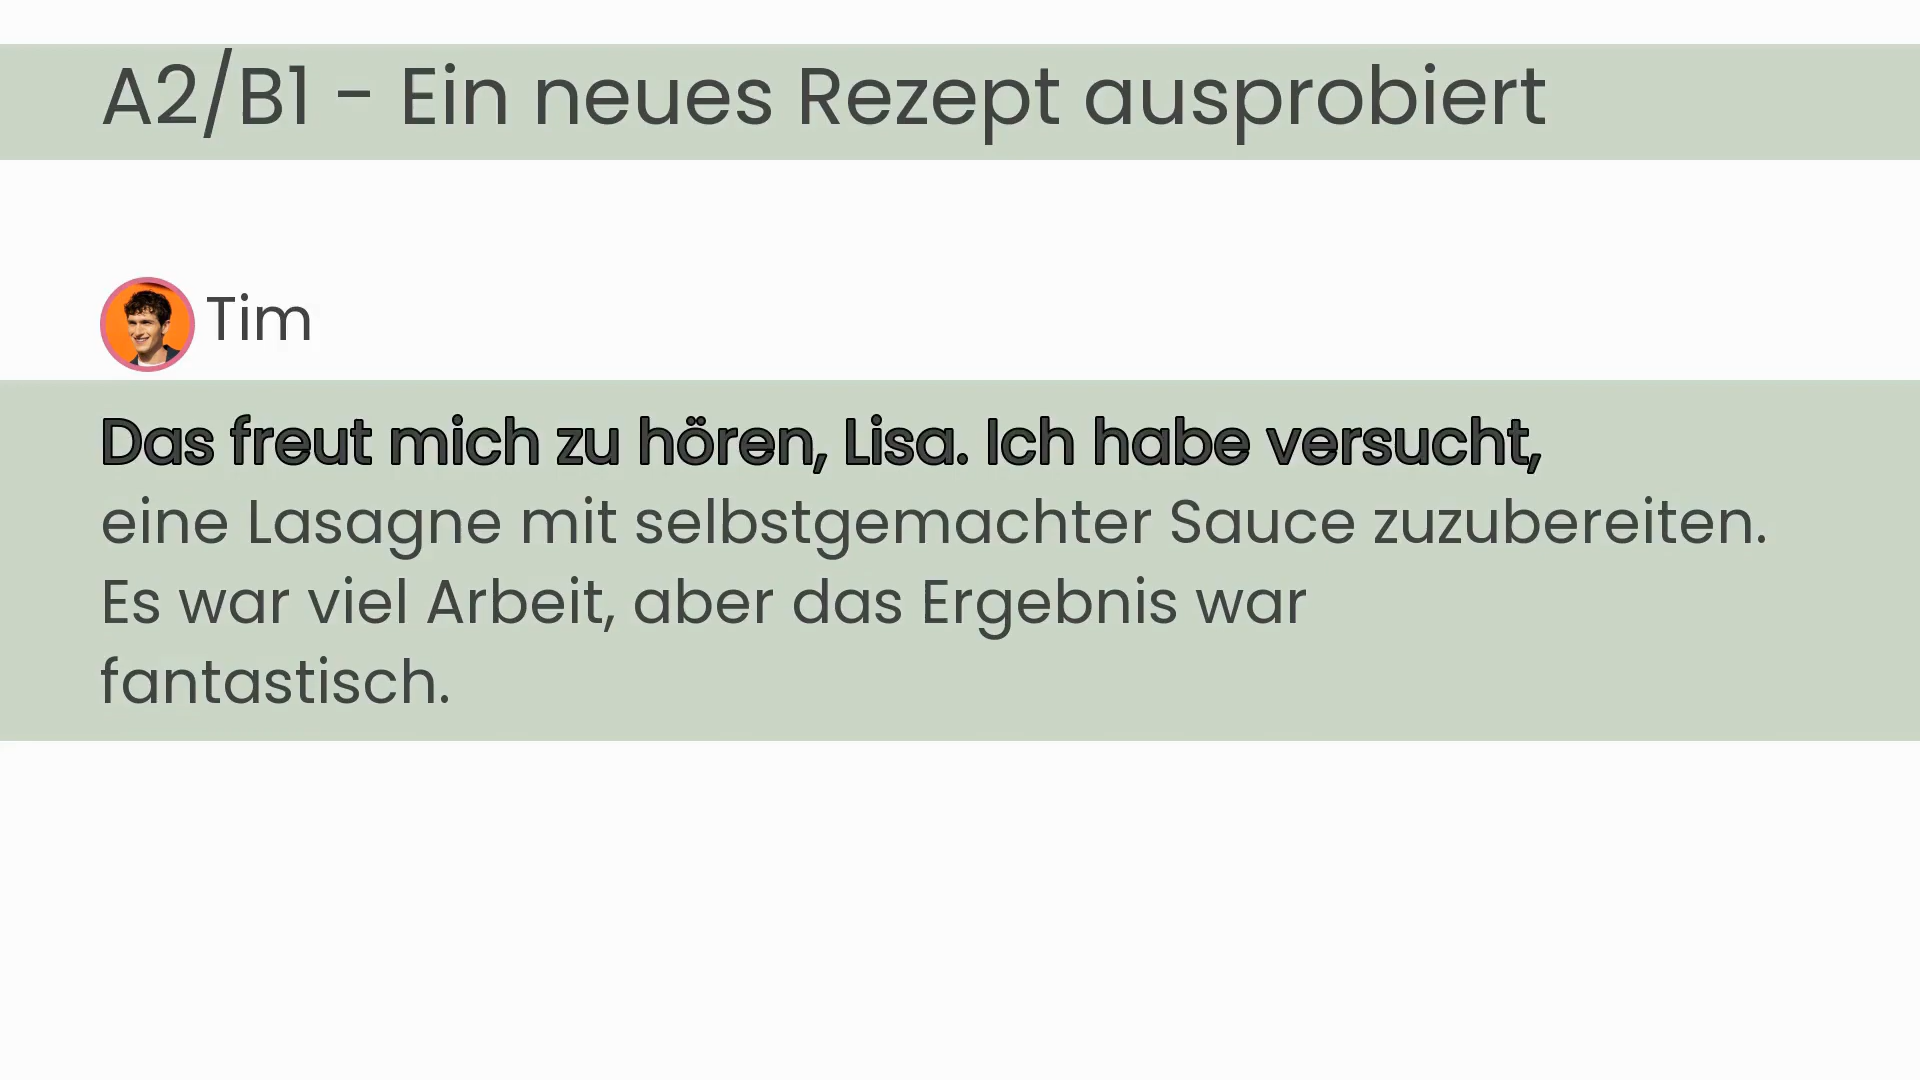 A2/B1 - Ein neues Rezept ausprobiert
Tim
Das freut mich zu hören, Lisa. Ich habe versucht,
eine Lasagne mit selbstgemachter Sauce zuzubereiten.
Es war viel Arbeit, aber das Ergebnis war
fantastisch.